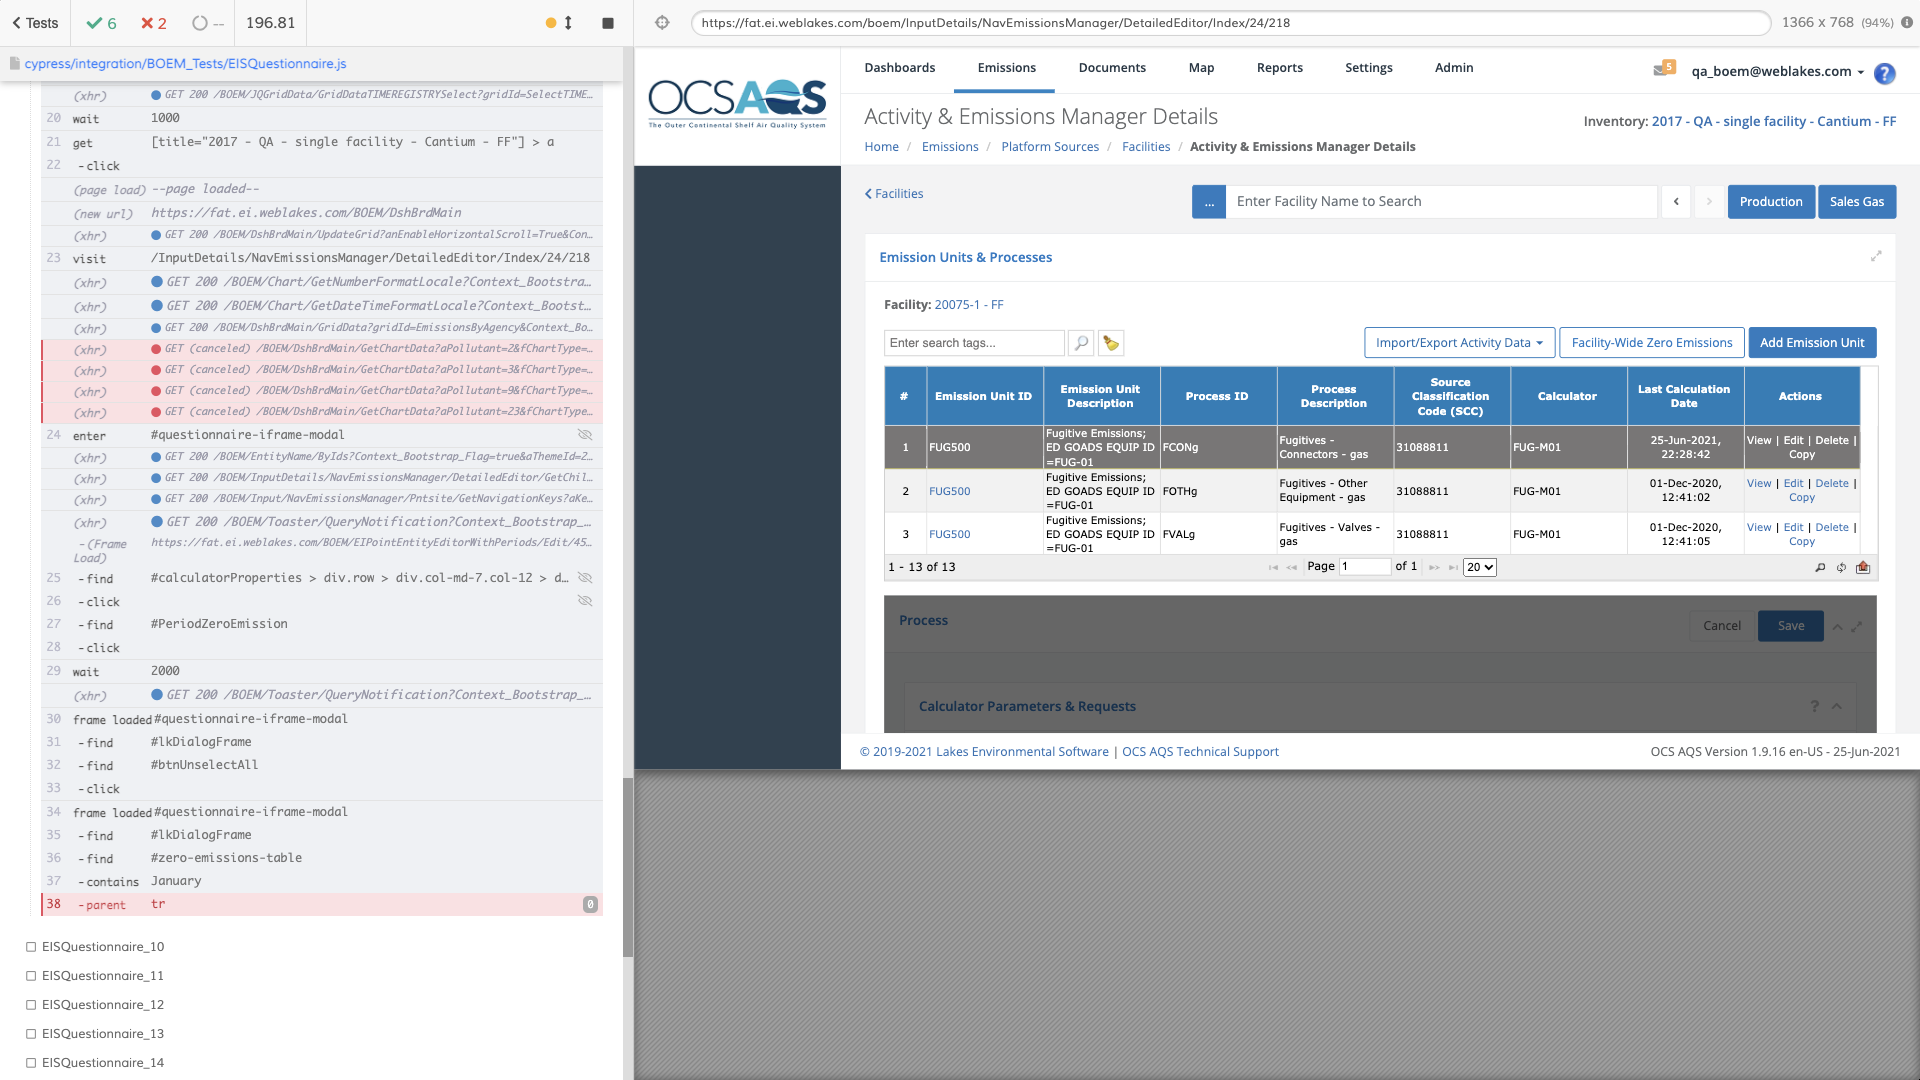 Tests
6
2
--
196.81
https://fat.ei.weblakes.com/boem/InputDetails/NavEmissionsManager/DetailedEditor/Index/24/218
1366 x 768 (94%)
cypress/integration/BOEM_Tests/EISQuestionnaire.js
(xhr) GET 200 /BOEM/JQGridData/GridDataTIMEREGISTRYSelect?gridId=SelectTIME…
20 wait 1000
21 get [title="2017 - QA - single facility - Cantium - FF"] > a
22 -click
(page load) --page loaded--
(new url) https://fat.ei.weblakes.com/BOEM/DshBrdMain
(xhr) GET 200 /BOEM/DshBrdMain/UpdateGrid?anEnableHorizontalScroll=True&Con…
23 visit /InputDetails/NavEmissionsManager/DetailedEditor/Index/24/218
(xhr) GET 200 /BOEM/Chart/GetNumberFormatLocale?Context_Bootstra…
(xhr) GET 200 /BOEM/Chart/GetDateTimeFormatLocale?Context_Bootst…
(xhr) GET 200 /BOEM/DshBrdMain/GridData?gridId=EmissionsByAgency&Context_Bo…
(xhr) GET (canceled) /BOEM/DshBrdMain/GetChartData?aPollutant=2&fChartType=…
(xhr) GET (canceled) /BOEM/DshBrdMain/GetChartData?aPollutant=3&fChartType=…
(xhr) GET (canceled) /BOEM/DshBrdMain/GetChartData?aPollutant=9&fChartType=…
(xhr) GET (canceled) /BOEM/DshBrdMain/GetChartData?aPollutant=23&fChartType…
24 enter #questionnaire-iframe-modal
(xhr) GET 200 /BOEM/EntityName/ByIds?Context_Bootstrap_Flag=true&aThemeId=2…
(xhr) GET 200 /BOEM/InputDetails/NavEmissionsManager/DetailedEditor/GetChil…
(xhr) GET 200 /BOEM/Input/NavEmissionsManager/Pntsite/GetNavigationKeys?aKe…
(xhr) GET 200 /BOEM/Toaster/QueryNotification?Context_Bootstrap_…
-(Frame Load) https://fat.ei.weblakes.com/BOEM/EIPointEntityEditorWithPeriods/Edit/45…
25 -find #calculatorProperties > div.row > div.col-md-7.col-12 > d…
26 -click
27 -find #PeriodZeroEmission
28 -click
29 wait 2000
(xhr) GET 200 /BOEM/Toaster/QueryNotification?Context_Bootstrap_…
30 frame loaded #questionnaire-iframe-modal
31 -find #lkDialogFrame
32 -find #btnUnselectAll
33 -click
34 frame loaded #questionnaire-iframe-modal
35 -find #lkDialogFrame
36 -find #zero-emissions-table
37 -contains January
38 -parent tr 0
EISQuestionnaire_10
EISQuestionnaire_11
EISQuestionnaire_12
EISQuestionnaire_13
EISQuestionnaire_14
OCSAQS
The Outer Continental Shelf Air Quality System
Dashboards Emissions Documents Map Reports Settings Admin
5 qa_boem@weblakes.com ?
Activity & Emissions Manager Details
Inventory: 2017 - QA - single facility - Cantium - FF
Home / Emissions / Platform Sources / Facilities / Activity & Emissions Manager Details
Facilities
... Enter Facility Name to Search Production Sales Gas
Emission Units & Processes
Facility: 20075-1 - FF
Enter search tags... Import/Export Activity Data Facility-Wide Zero Emissions Add Emission Unit
# Emission Unit ID Emission Unit Description Process ID Process Description Source Classification Code (SCC) Calculator Last Calculation Date Actions
1 FUG500 Fugitive Emissions; ED GOADS EQUIP ID =FUG-01 FCONg Fugitives - Connectors - gas 31088811 FUG-M01 25-Jun-2021, 22:28:42 View | Edit | Delete | Copy
2 FUG500 Fugitive Emissions; ED GOADS EQUIP ID =FUG-01 FOTHg Fugitives - Other Equipment - gas 31088811 FUG-M01 01-Dec-2020, 12:41:02 View | Edit | Delete | Copy
3 FUG500 Fugitive Emissions; ED GOADS EQUIP ID =FUG-01 FVALg Fugitives - Valves - gas 31088811 FUG-M01 01-Dec-2020, 12:41:05 View | Edit | Delete | Copy
1 - 13 of 13 Page 1 of 1 20
Process Cancel Save
Calculator Parameters & Requests ?
© 2019-2021 Lakes Environmental Software | OCS AQS Technical Support
OCS AQS Version 1.9.16 en-US - 25-Jun-2021